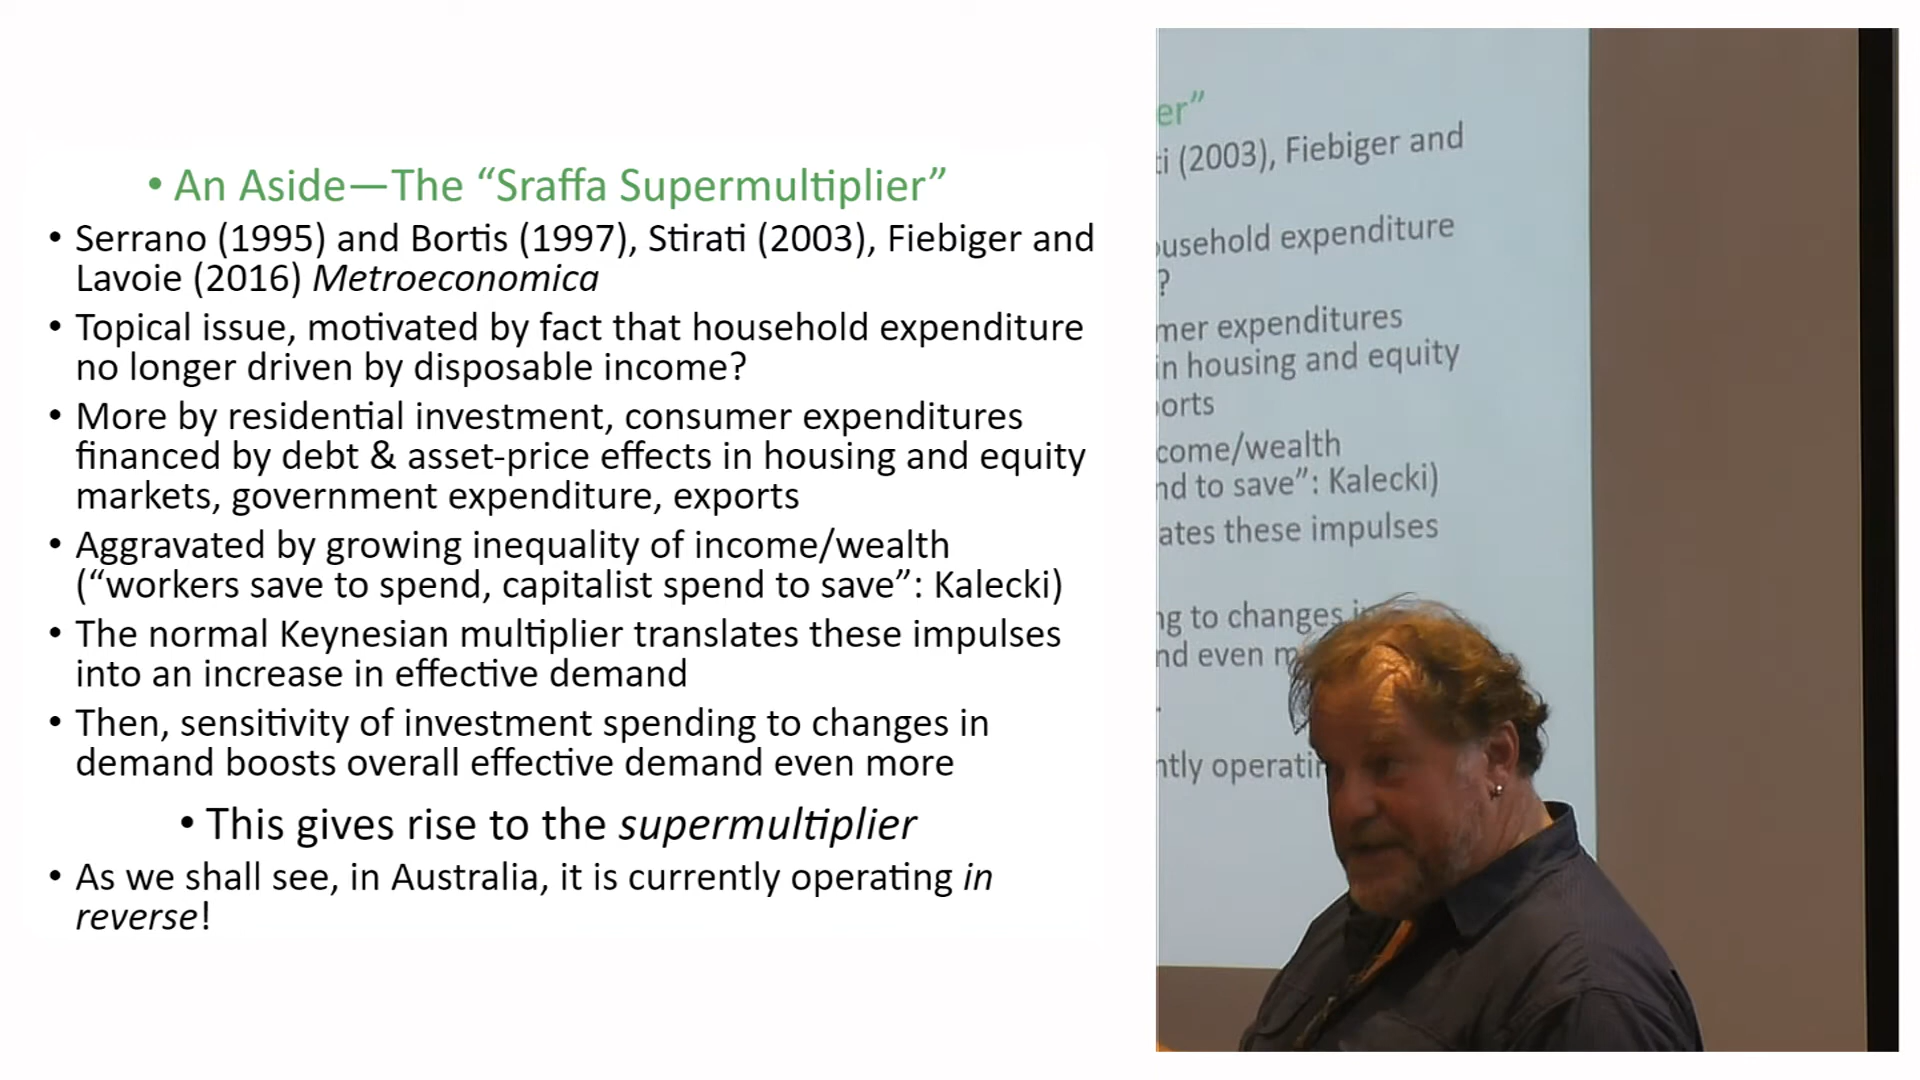 • An Aside—The “Sraffa Supermultiplier”
• Serrano (1995) and Bortis (1997), Stirati (2003), Fiebiger and
Lavoie (2016) Metroeconomica
• Topical issue, motivated by fact that household expenditure
no longer driven by disposable income?
• More by residential investment, consumer expenditures
financed by debt & asset-price effects in housing and equity
markets, government expenditure, exports
• Aggravated by growing inequality of income/wealth
(“workers save to spend, capitalist spend to save”: Kalecki)
• The normal Keynesian multiplier translates these impulses
into an increase in effective demand
• Then, sensitivity of investment spending to changes in
demand boosts overall effective demand even more
• This gives rise to the supermultiplier
• As we shall see, in Australia, it is currently operating in
reverse!
er”
ti (2003), Fiebiger and
ousehold expenditure
?
mer expenditures
in housing and equity
orts
come/wealth
nd to save”: Kalecki)
ates these impulses
ng to changes
nd even m
.
ntly operatin